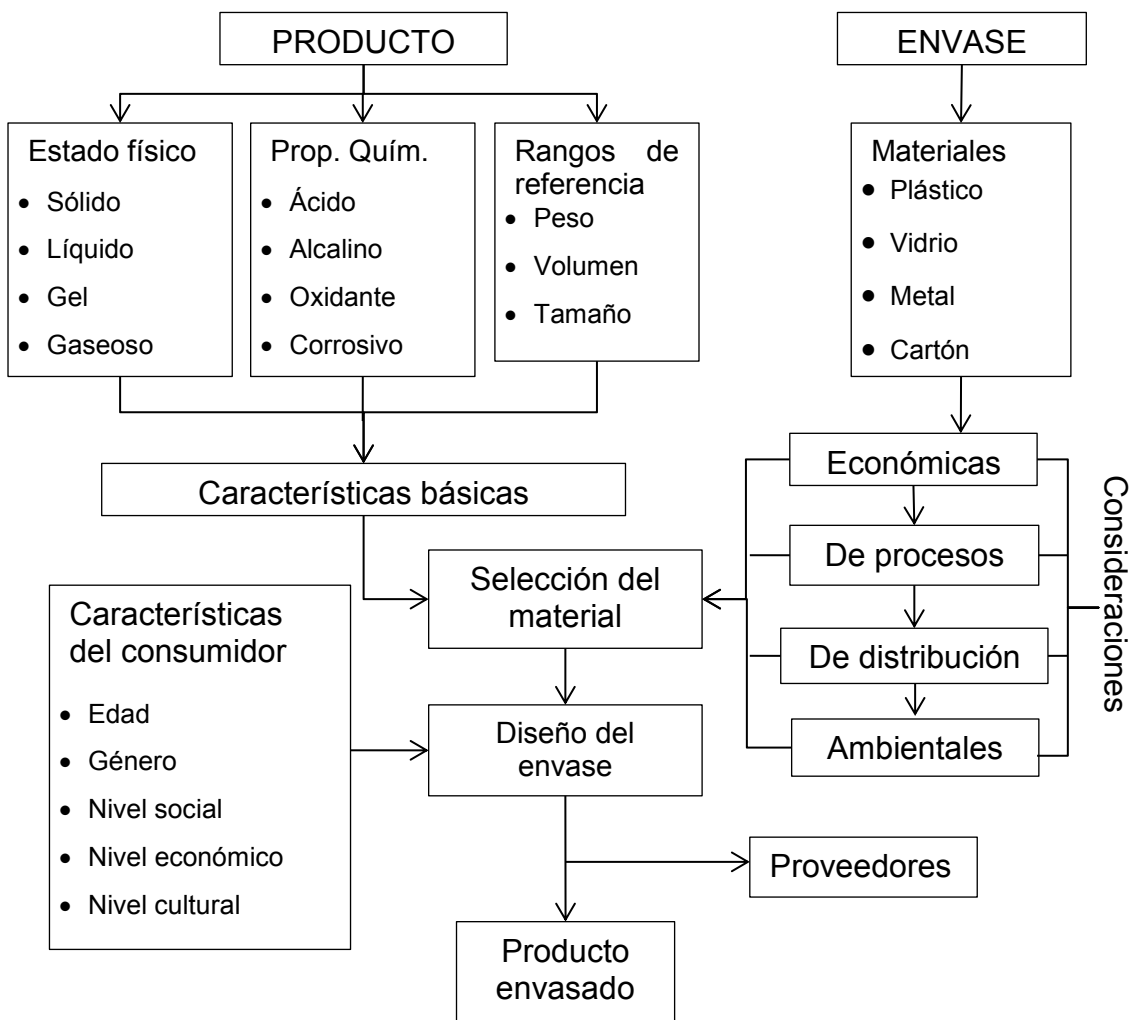 PRODUCTO
ENVASE
Estado físico
• Sólido
• Líquido
• Gel
• Gaseoso
Prop. Quím.
• Ácido
• Alcalino
• Oxidante
• Corrosivo
Rangos de
referencia
• Peso
• Volumen
• Tamaño
Materiales
• Plástico
• Vidrio
• Metal
• Cartón
Características básicas
Económicas
De procesos
De distribución
Ambientales
Consideraciones
Selección del
material
Características
del consumidor
• Edad
• Género
• Nivel social
• Nivel económico
• Nivel cultural
Diseño del
envase
Proveedores
Producto
envasado